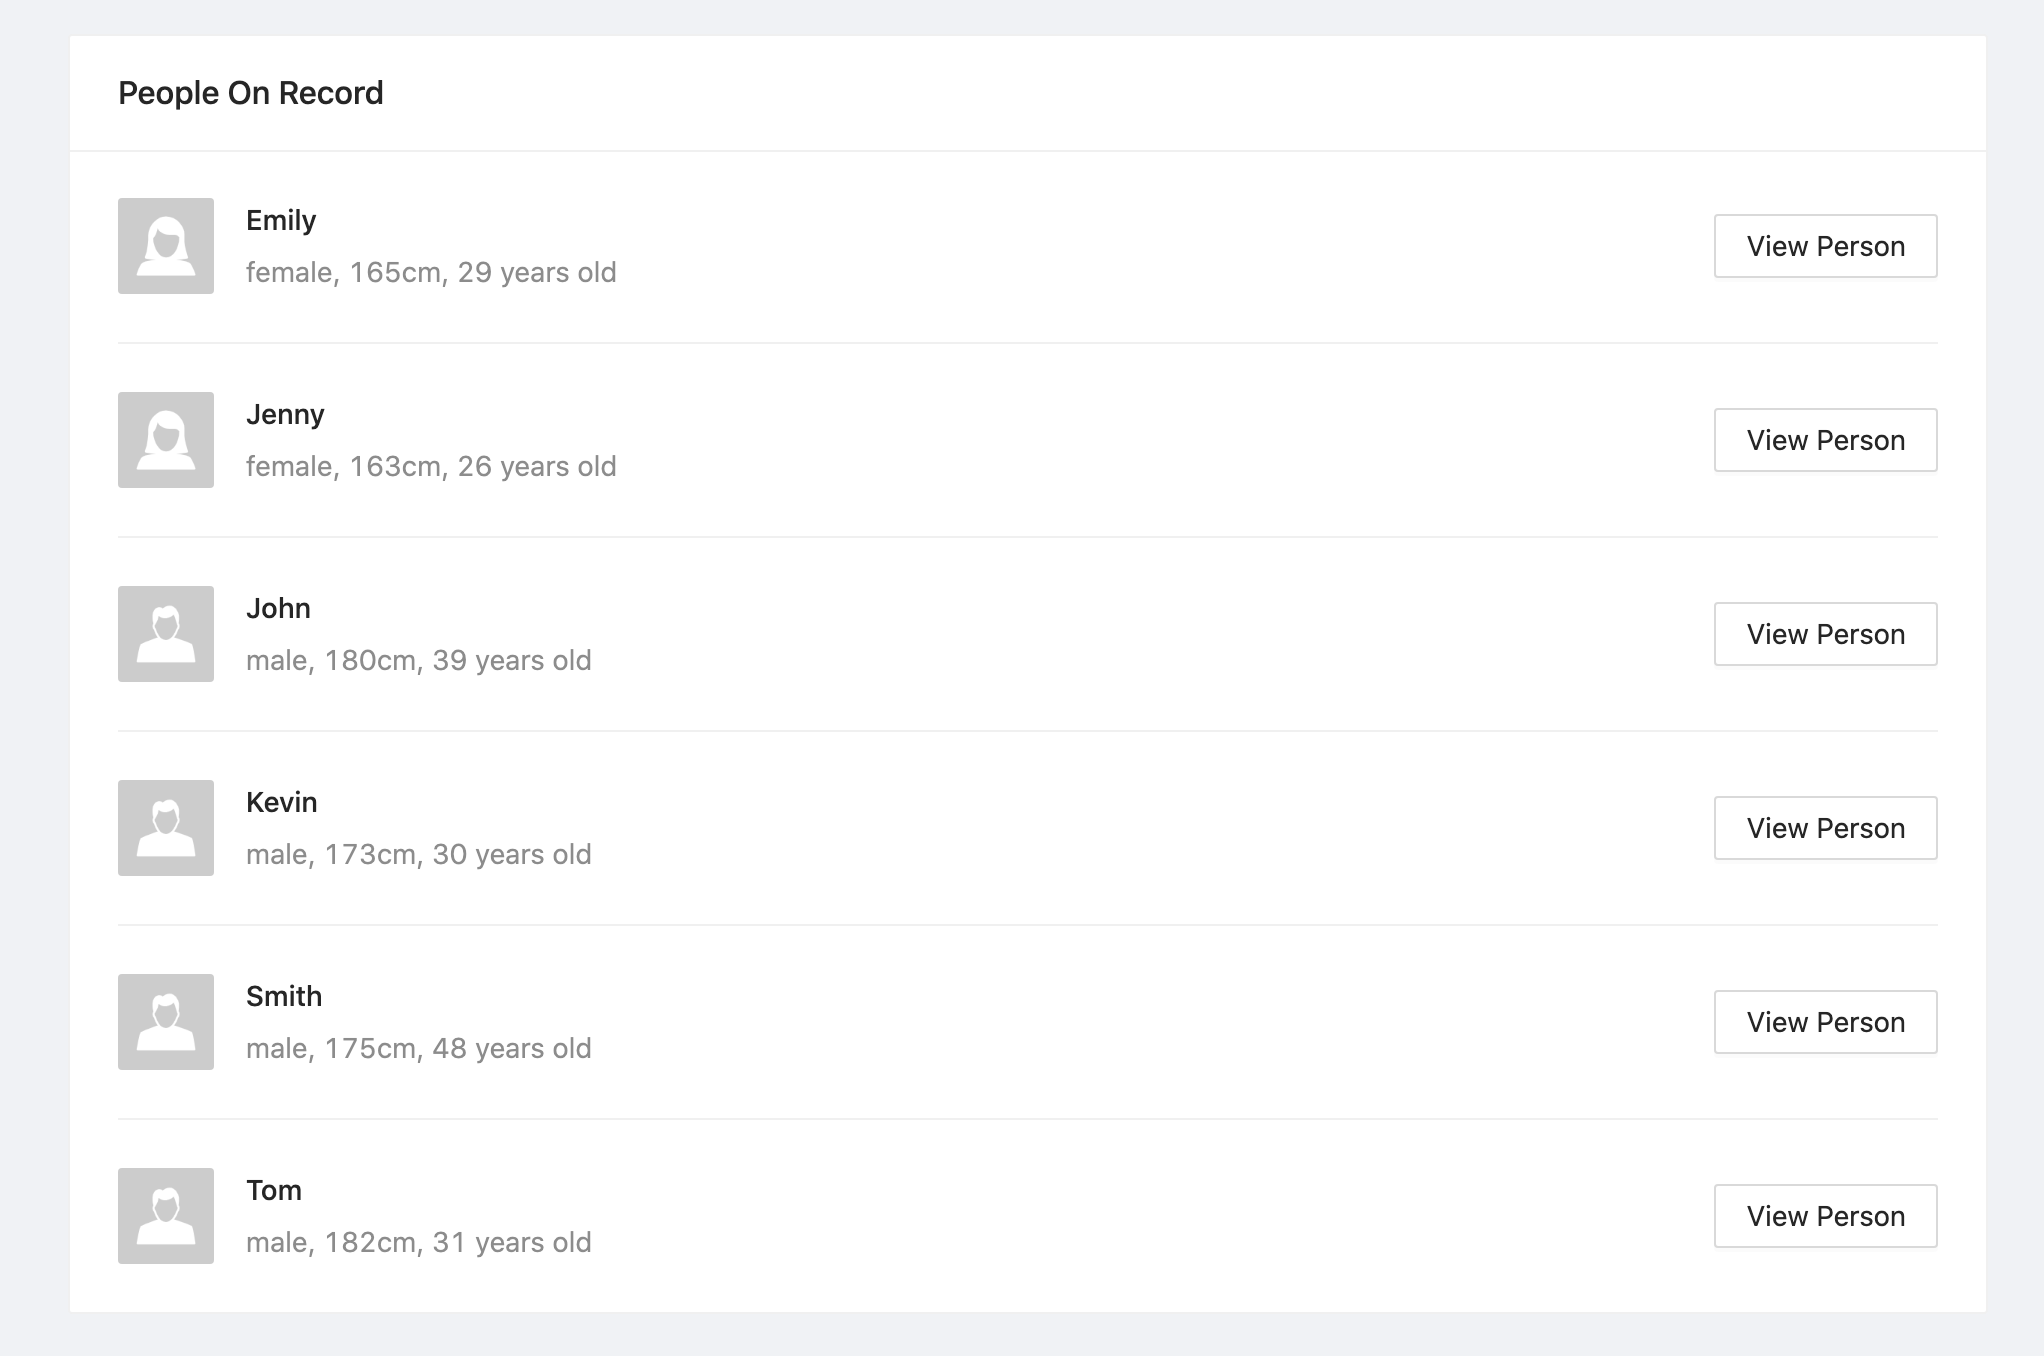 People On Record
Emily
female, 165cm, 29 years old
View Person
Jenny
female, 163cm, 26 years old
View Person
John
male, 180cm, 39 years old
View Person
Kevin
male, 173cm, 30 years old
View Person
Smith
male, 175cm, 48 years old
View Person
Tom
male, 182cm, 31 years old
View Person